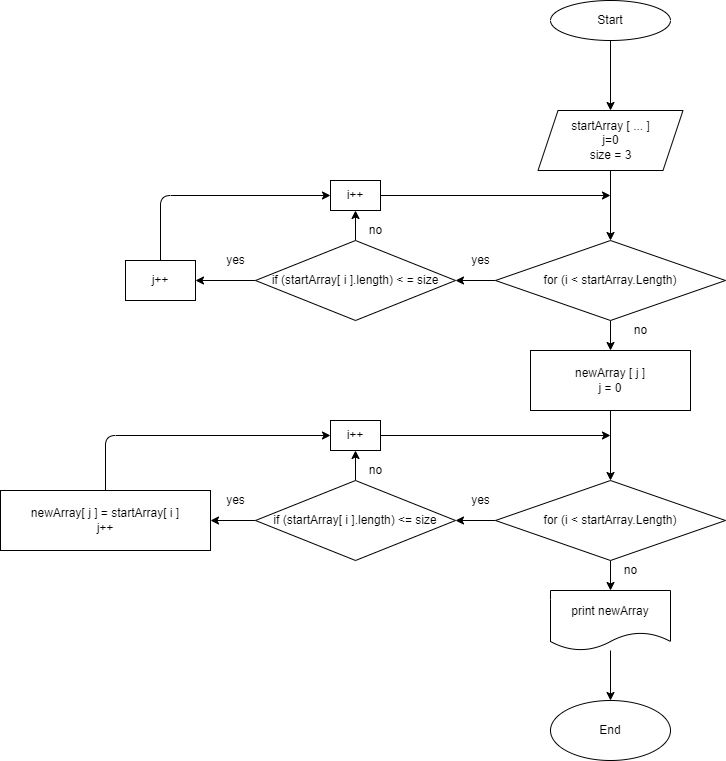 Start
startArray [ ... ]
j=0
size = 3
i++
no
yes
yes
j++
if (startArray[ i ].length) < = size
for (i < startArray.Length)
no
newArray [ j ]
j = 0
i++
no
yes
yes
newArray[ j ] = startArray[ i ]
j++
if (startArray[ i ].length) <= size
for (i < startArray.Length)
no
print newArray
End